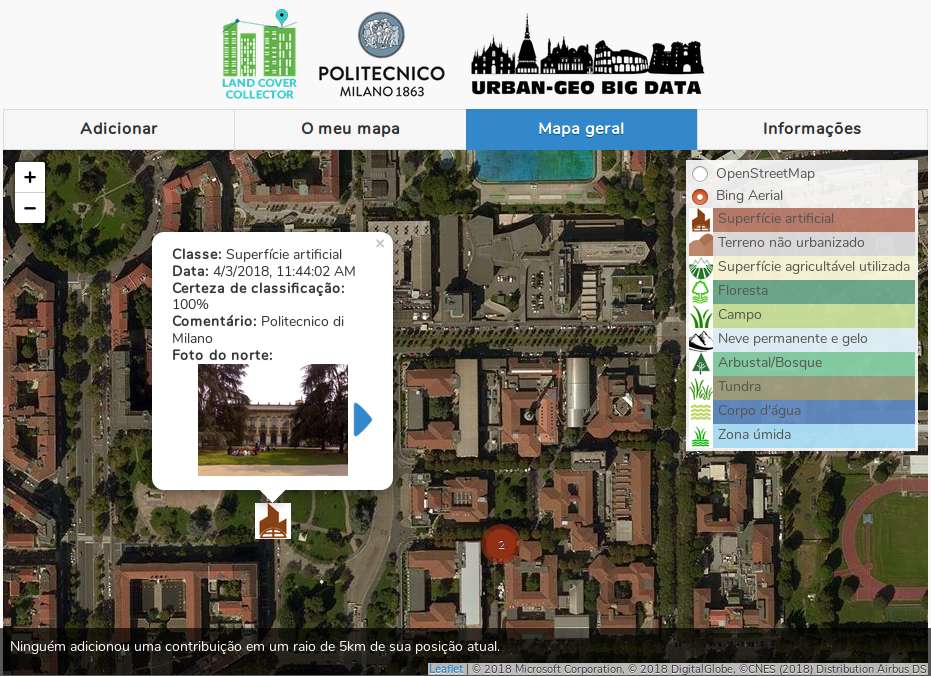 LAND COVER
COLLECTOR
POLITECNICO
MILANO 1863
URBAN-GEO BIG DATA
Adicionar
O meu mapa
Mapa geral
Informações
+
−
Classe: Superfície artificial
Data: 4/3/2018, 11:44:02 AM
Certeza de classificação:
100%
Comentário: Politecnico di
Milano
Foto do norte:
×
OpenStreetMap
Bing Aerial
Superfície artificial
Terreno não urbanizado
Superfície agricultável utilizada
Floresta
Campo
Neve permanente e gelo
Arbustal/Bosque
Tundra
Corpo d'água
Zona úmida
2
Ninguém adicionou uma contribuição em um raio de 5km de sua posição atual.
Leaflet | © 2018 Microsoft Corporation, © 2018 DigitalGlobe, ©CNES (2018) Distribution Airbus DS